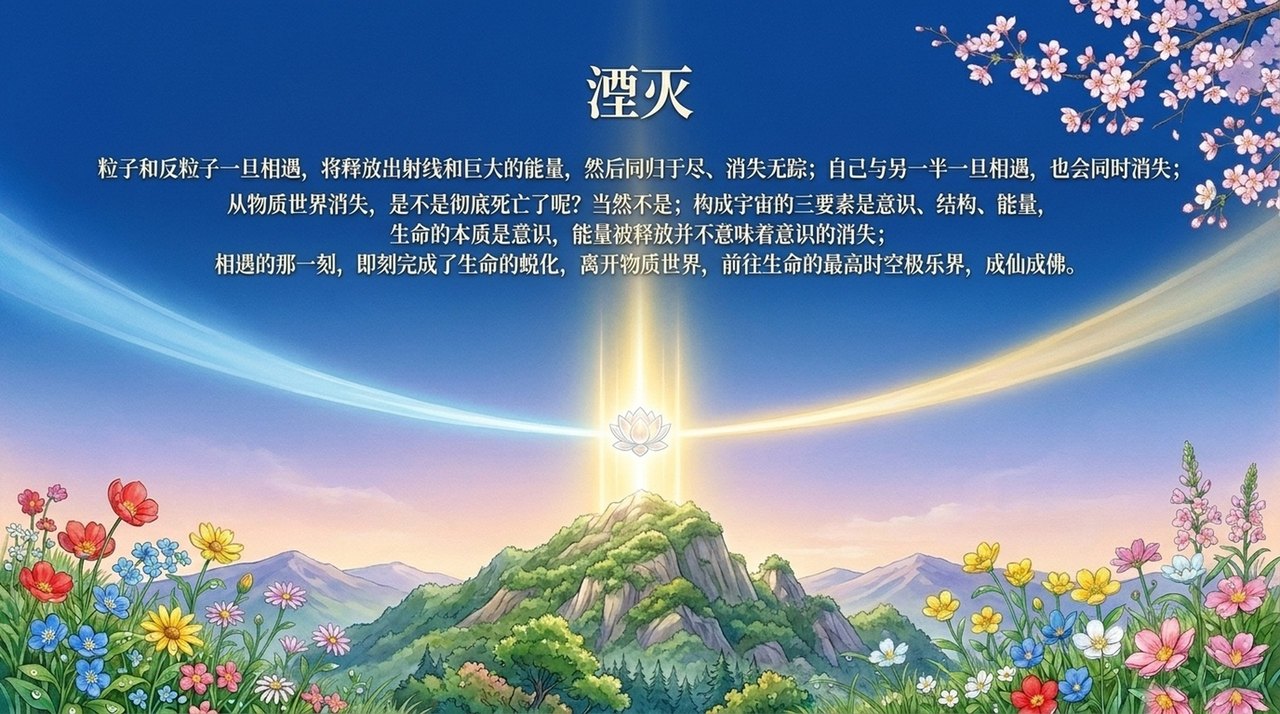 湮灭
粒子和反粒子一旦相遇，将释放出射线和巨大的能量，然后同归于尽、消失无踪；自己与另一半一旦相遇，也会同时消失；
从物质世界消失，是不是彻底死亡了呢？当然不是；构成宇宙的三要素是意识、结构、能量，
生命的本质是意识，能量被释放并不意味着意识的消失；
相遇的那一刻，即刻完成了生命的蜕化，离开物质世界，前往生命的最高时空极乐界，成仙成佛。